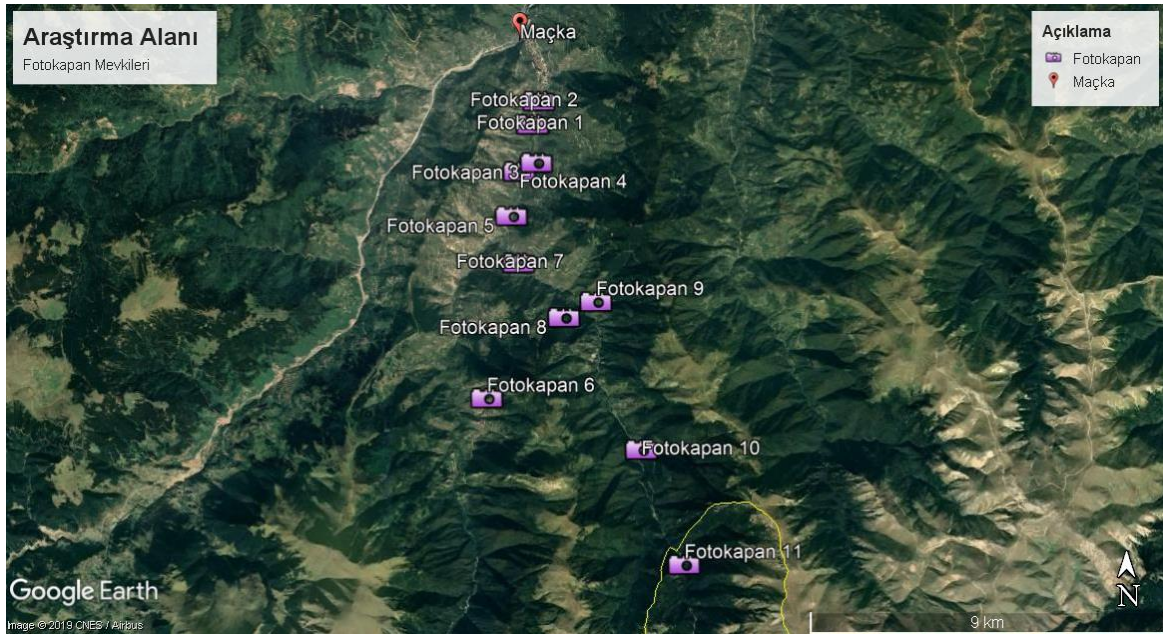 Araştırma Alanı
Fotokapan Mevkileri
Maçka
Açıklama
Fotokapan
Maçka
Fotokapan 2
Fotokapan 1
Fotokapan 3
Fotokapan 4
Fotokapan 5
Fotokapan 7
Fotokapan 9
Fotokapan 8
Fotokapan 6
Fotokapan 10
Fotokapan 11
Google Earth
Image © 2019 CNES / Airbus
N
9 km